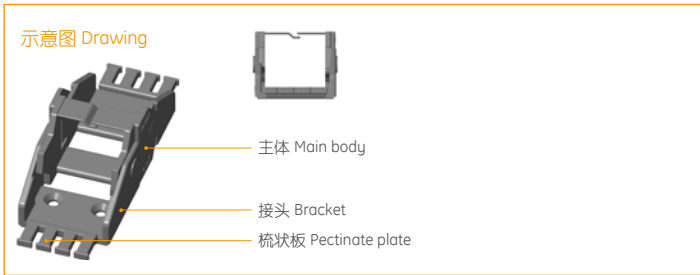 示意图 Drawing
主体 Main body
接头 Bracket
梳状板 Pectinate plate